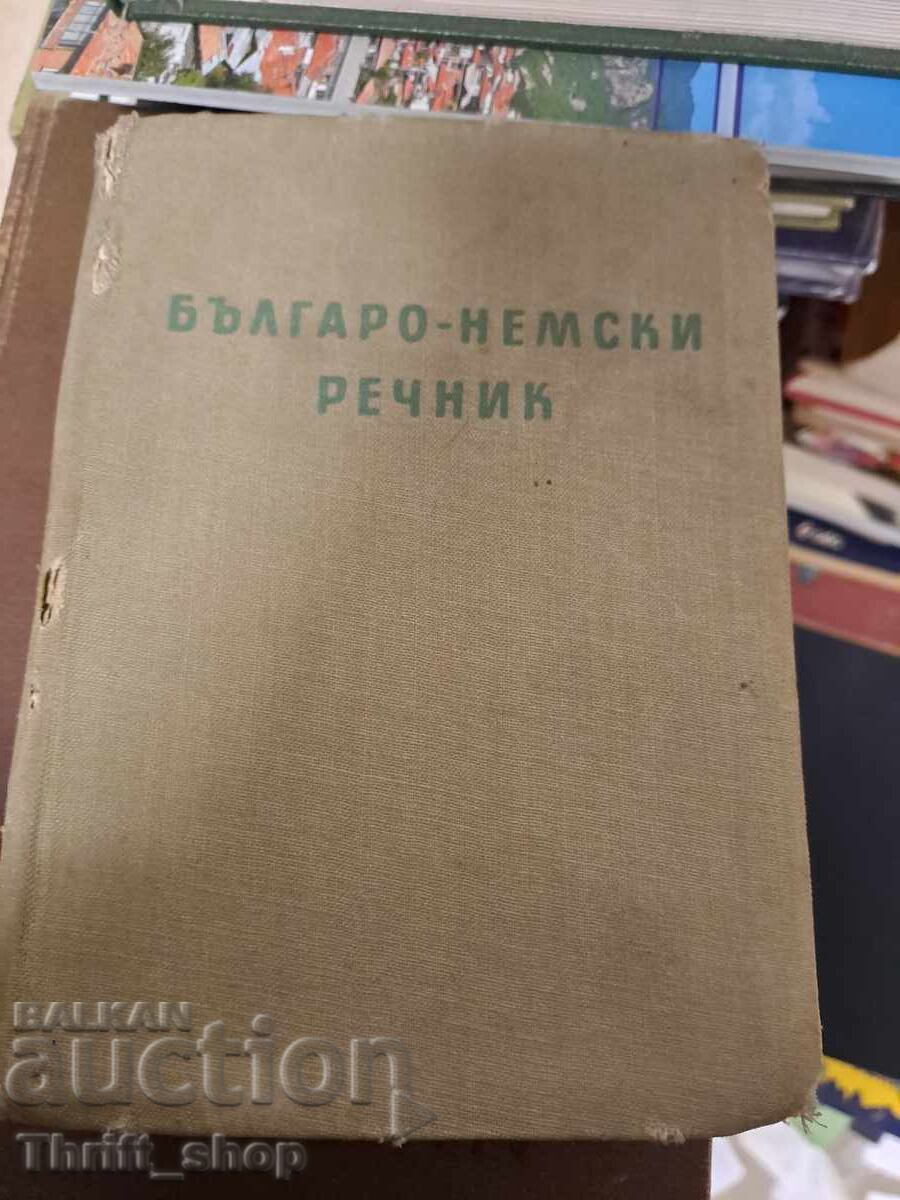 БЪЛГАРО-НЕМСКИ
РЕЧНИК
BALKAN
auction
Thrift_shop